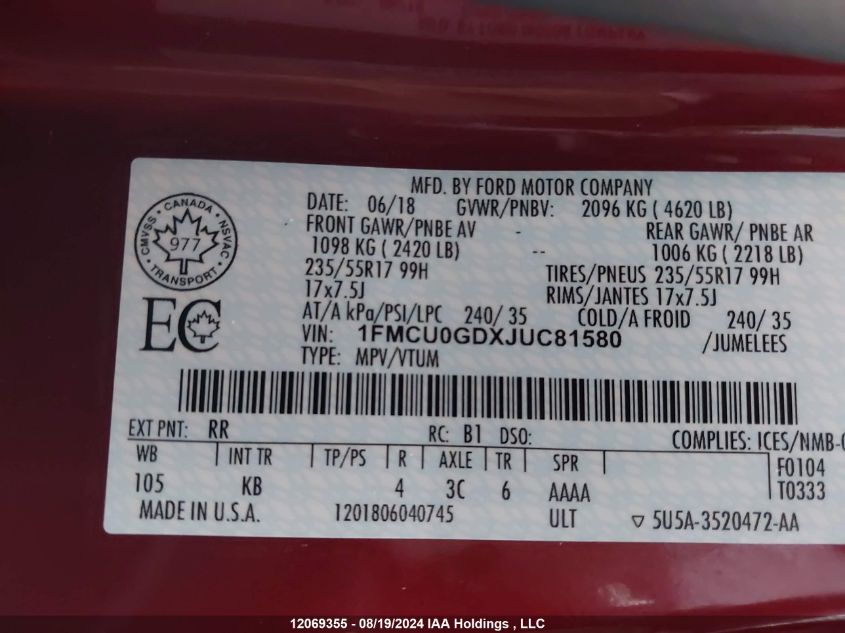 MFD. BY FORD MOTOR COMPANY
DATE: 06/18 GVWR/PNBV: 2096 KG ( 4620 LB)
FRONT GAWR/PNBE AV - REAR GAWR/ PNBE AR
1098 KG ( 2420 LB) -- 1006 KG ( 2218 LB)
235/55R17 99H TIRES/PNEUS 235/55R17 99H
17x7.5J RIMS/JANTES 17x7.5J
AT/A kPa/PSI/LPC 240/ 35 COLD/A FROID 240/ 35
VIN: 1FMCU0GDXJUC81580 /JUMELEES
TYPE: MPV/VTUM
CANADA
CMVSS NSVAC
977
TRANSPORT
EC
EXT PNT: RR RC: B1 DSO: COMPLIES: ICES/NMB-
WB INT TR TP/PS R AXLE TR SPR F0104
105 KB 4 3C 6 AAAA T0333
MADE IN U.S.A. 1201806040745 ULT ▽ 5U5A-3520472-AA
12069355 - 08/19/2024 IAA Holdings , LLC